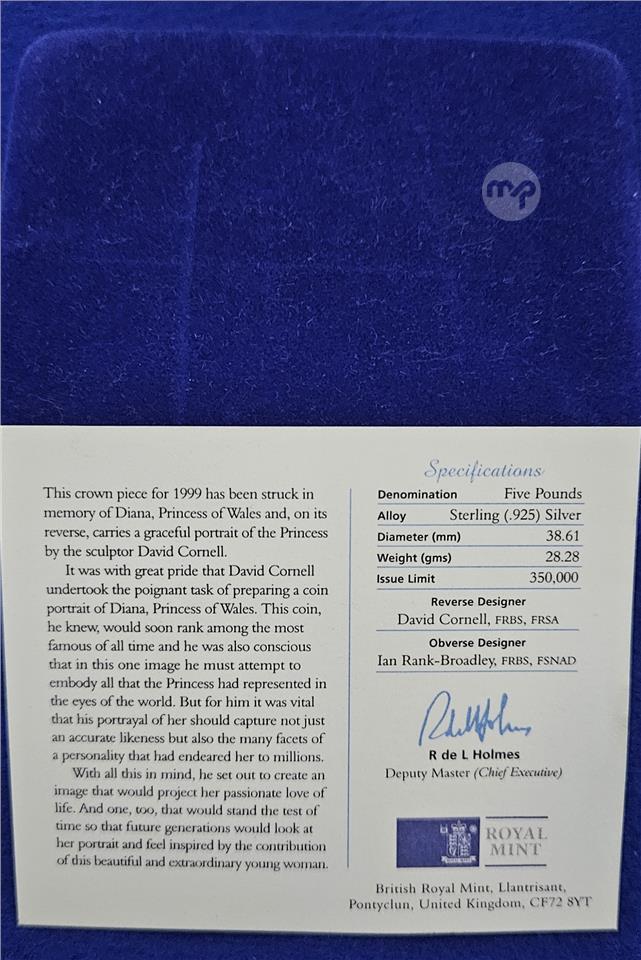 mp
This crown piece for 1999 has been struck in
memory of Diana, Princess of Wales and, on its
reverse, carries a graceful portrait of the Princess
by the sculptor David Cornell.
It was with great pride that David Cornell
undertook the poignant task of preparing a coin
portrait of Diana, Princess of Wales. This coin,
he knew, would soon rank among the most
famous of all time and he was also conscious
that in this one image he must attempt to
embody all that the Princess had represented in
the eyes of the world. But for him it was vital
that his portrayal of her should capture not just
an accurate likeness but also the many facets of
a personality that had endeared her to millions.
With all this in mind, he set out to create an
image that would project her passionate love of
life. And one, too, that would stand the test of
time so that future generations would look at
her portrait and feel inspired by the contribution
of this beautiful and extraordinary young woman.
Specifications
Denomination Five Pounds
Alloy Sterling (.925) Silver
Diameter (mm) 38.61
Weight (gms) 28.28
Issue Limit 350,000
Reverse Designer
David Cornell, FRBS, FRSA
Obverse Designer
Ian Rank-Broadley, FRBS, FSNAD
R de L Holmes
Deputy Master (Chief Executive)
ROYAL
MINT
British Royal Mint, Llantrisant,
Pontyclun, United Kingdom, CF72 8YT